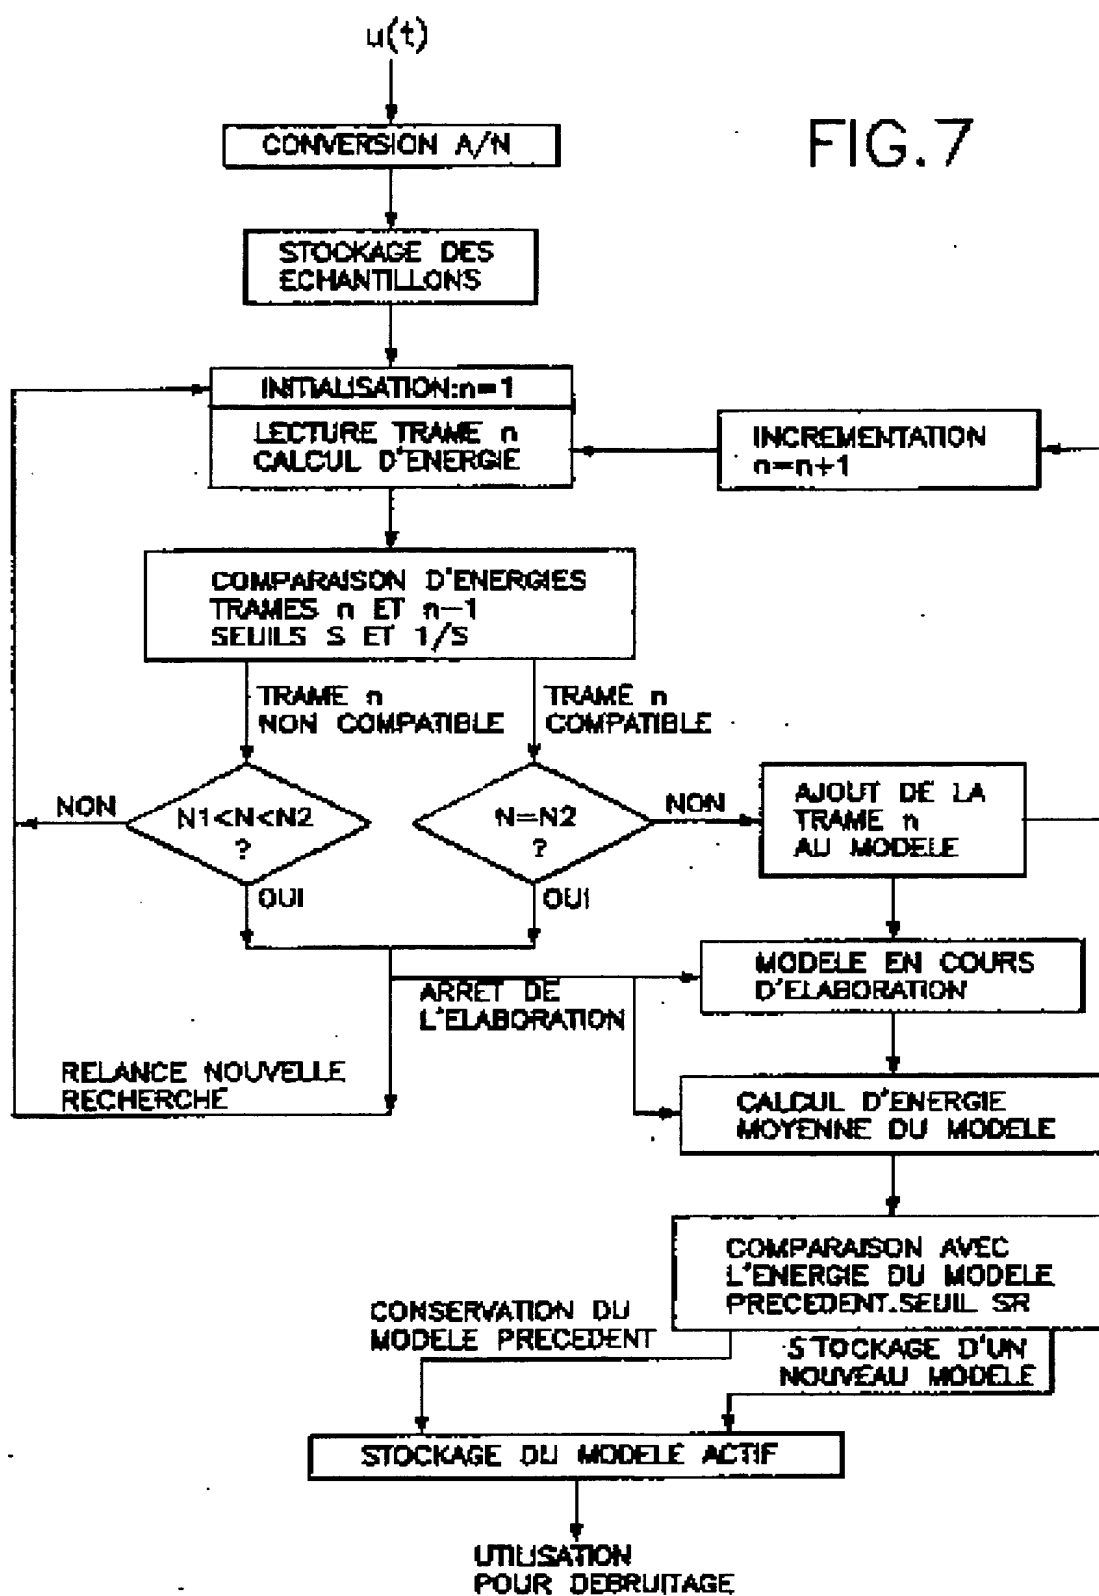 u(t)
FIG.7
CONVERSION A/N
STOCKAGE DES
ECHANTILLONS
INITIALISATION:n=1
LECTURE TRAME n
CALCUL D'ENERGIE
INCREMENTATION
n=n+1
COMPARAISON D'ENERGIES
TRAMES n ET n-1
SEUILS S ET 1/S
TRAME n
NON COMPATIBLE
TRAME n
COMPATIBLE
NON
N1<N<N2
?
OUI
N=N2
?
OUI
NON
AJOUT DE LA
TRAME n
AU MODELE
ARRET DE
L'ELABORATION
MODELE EN COURS
D'ELABORATION
RELANCE NOUVELLE
RECHERCHE
CALCUL D'ENERGIE
MOYENNE DU MODELE
COMPARAISON AVEC
L'ENERGIE DU MODELE
PRECEDENT.SEUIL SR
CONSERVATION DU
MODELE PRECEDENT
STOCKAGE D'UN
NOUVEAU MODELE
STOCKAGE DU MODELE ACTIF
UTILISATION
POUR DEBRUITAGE